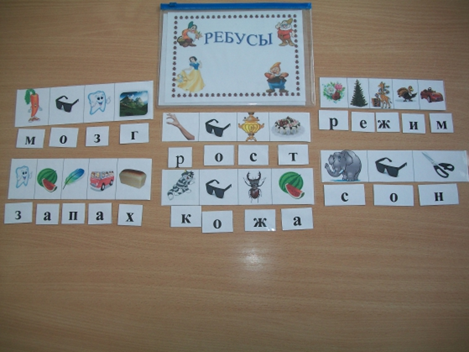 РЕБУСЫ
м о з г
р о с т
р е ж и м
з а п а х
к о ж а
с о н